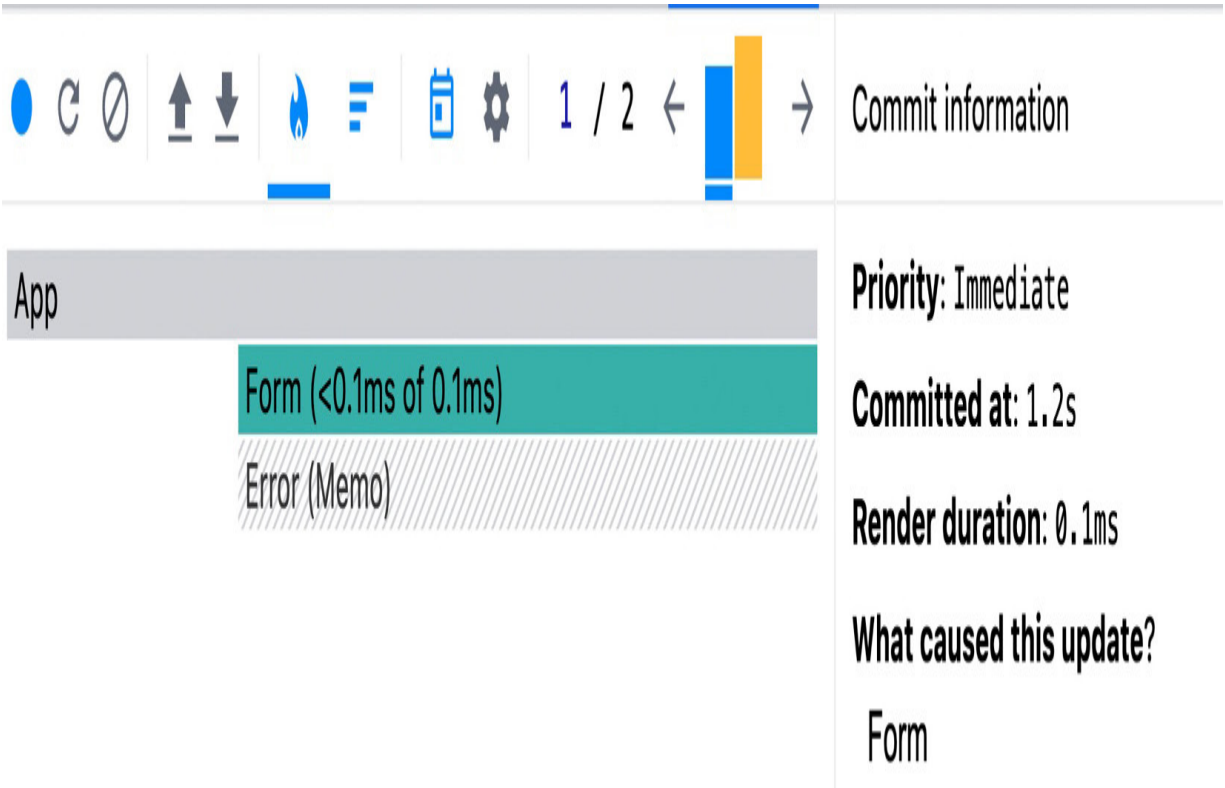 1 / 2
Commit information
App
Form (<0.1ms of 0.1ms)
Error (Memo)
Priority: Immediate
Committed at: 1.2s
Render duration: 0.1ms
What caused this update?
Form